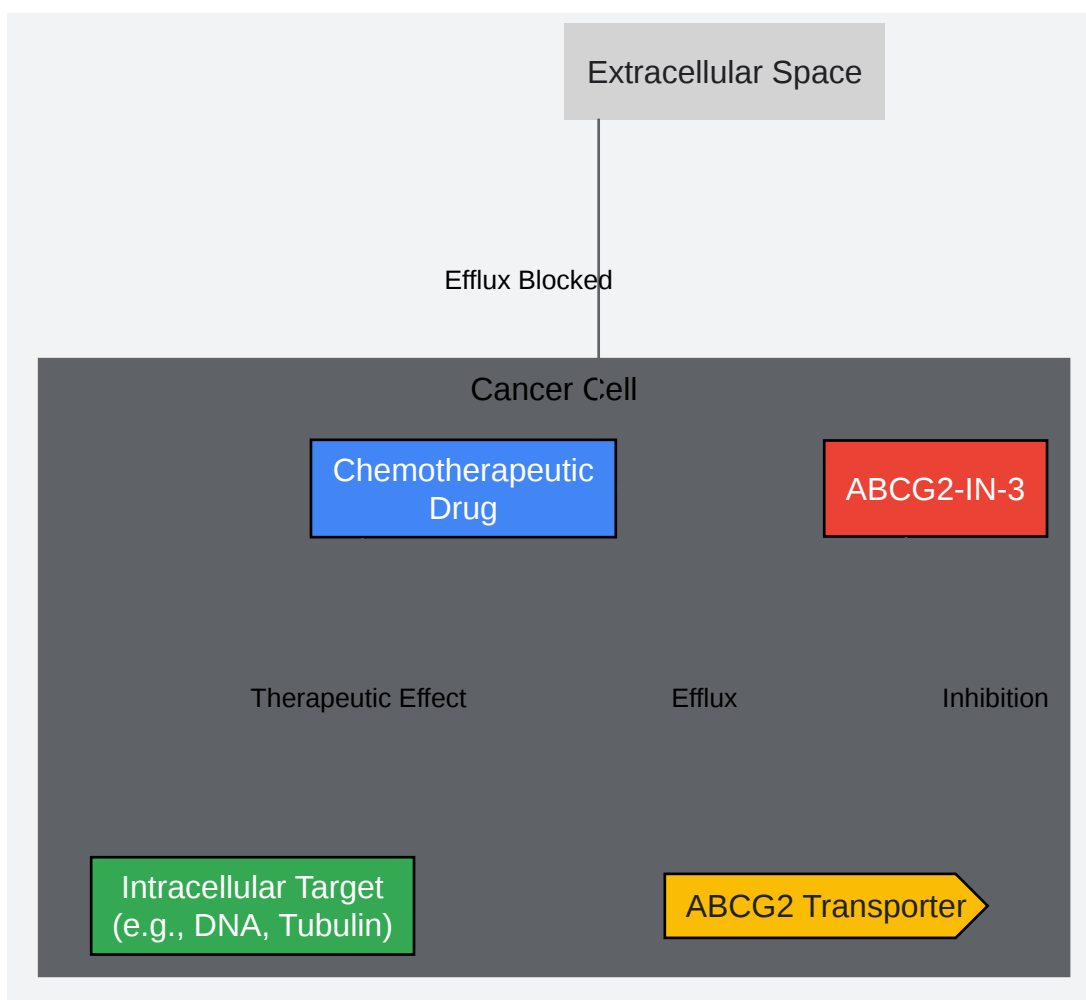 Extracellular Space
Efflux Blocked
Cancer Cell
Chemotherapeutic
Drug
ABCG2-IN-3
Therapeutic Effect
Efflux
Inhibition
Intracellular Target
(e.g., DNA, Tubulin)
ABCG2 Transporter